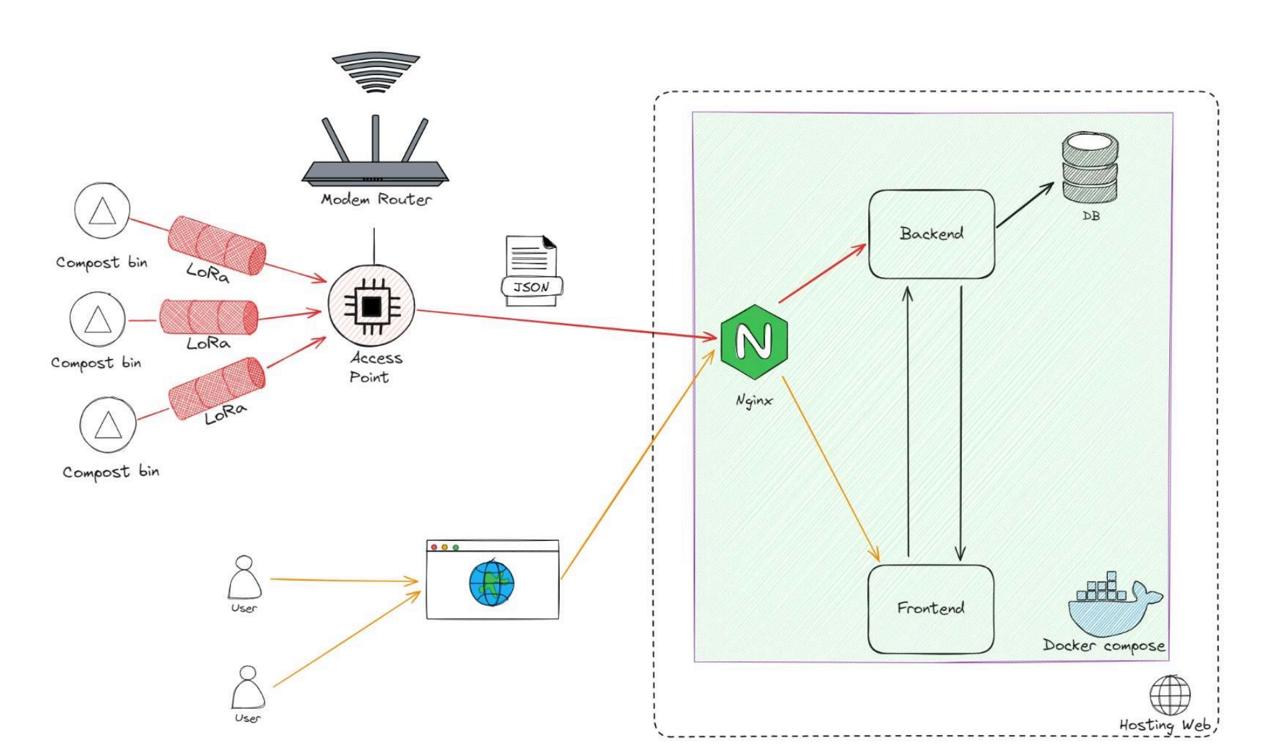 Modem Router
Compost bin
LoRa
JSON
Compost bin
LoRa
Access
Point
Compost bin
LoRa
User
User
N
Nginx
Backend
DB
Frontend
Docker compose
Hosting Web